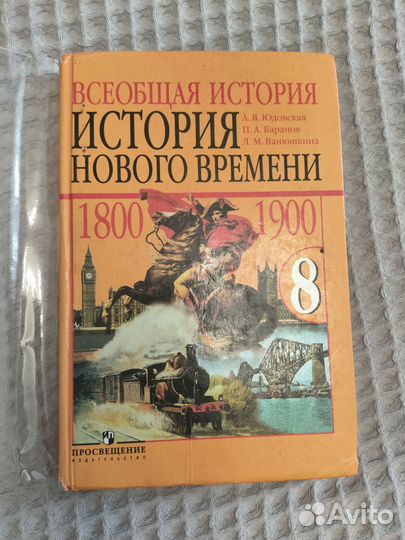 ВСЕОБЩАЯ ИСТОРИЯ
А. Я. Юдовская
П. А. Баранов
Л. М. Ванюшкина
ИСТОРИЯ
НОВОГО ВРЕМЕНИ
1800 1900
8
ПРОСВЕЩЕНИЕ
ИЗДАТЕЛЬСТВО
Avito